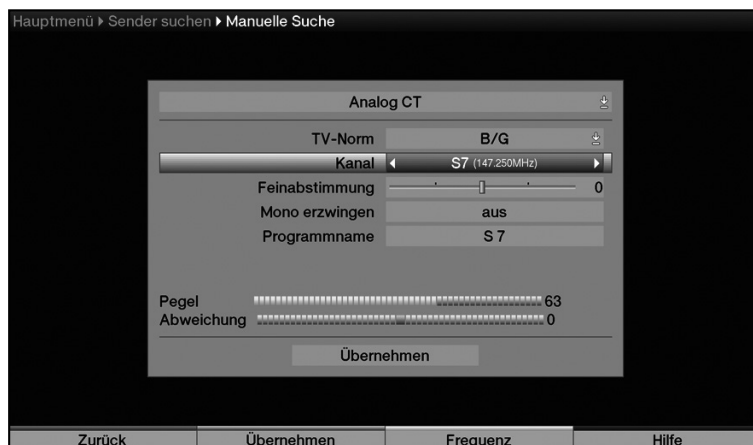 Hauptmenü ▸ Sender suchen ▸ Manuelle Suche
Analog CT
TV-Norm B/G
Kanal S7 (147.250MHz)
Feinabstimmung 0
Mono erzwingen aus
Programmname S 7
Pegel 63
Abweichung 0
Übernehmen
Zurück Übernehmen Frequenz Hilfe